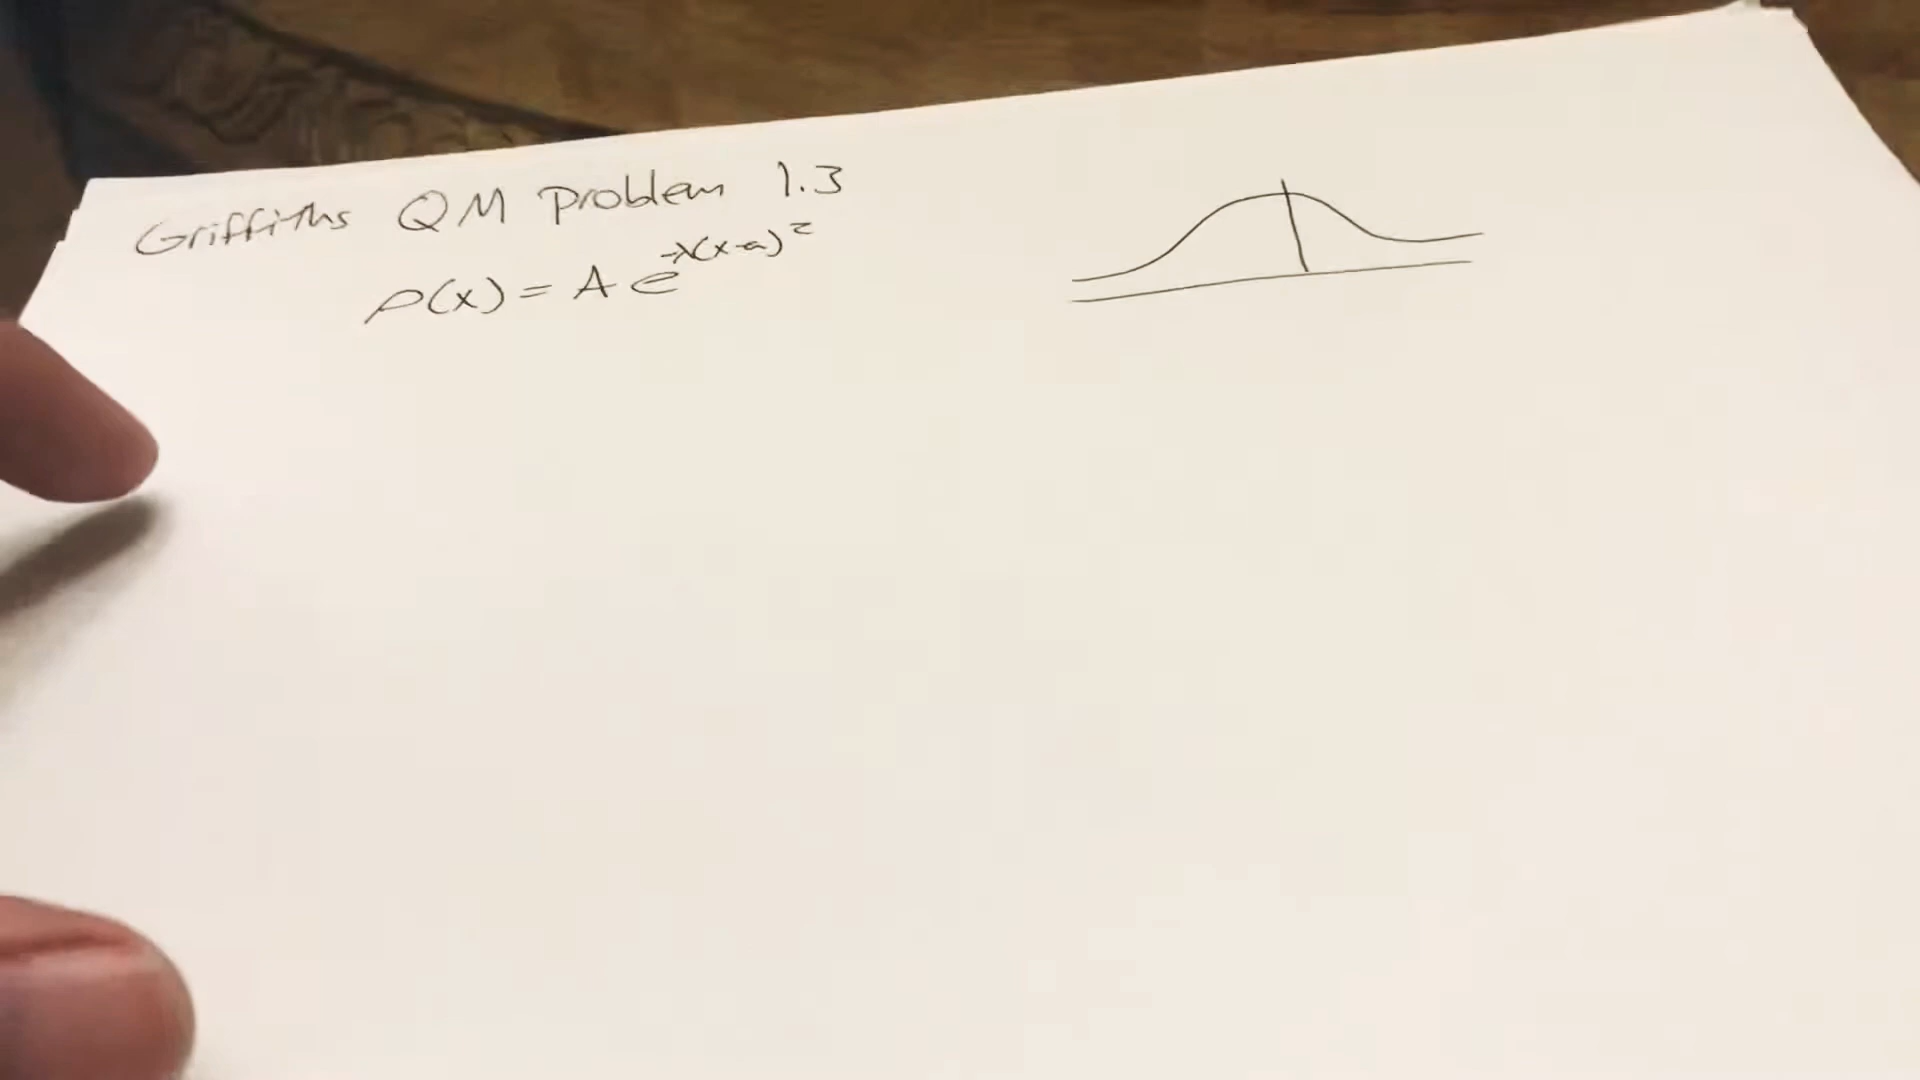 Griffiths QM Problem 1.3
ρ(x) = A e^{-λ(x-a)^2}